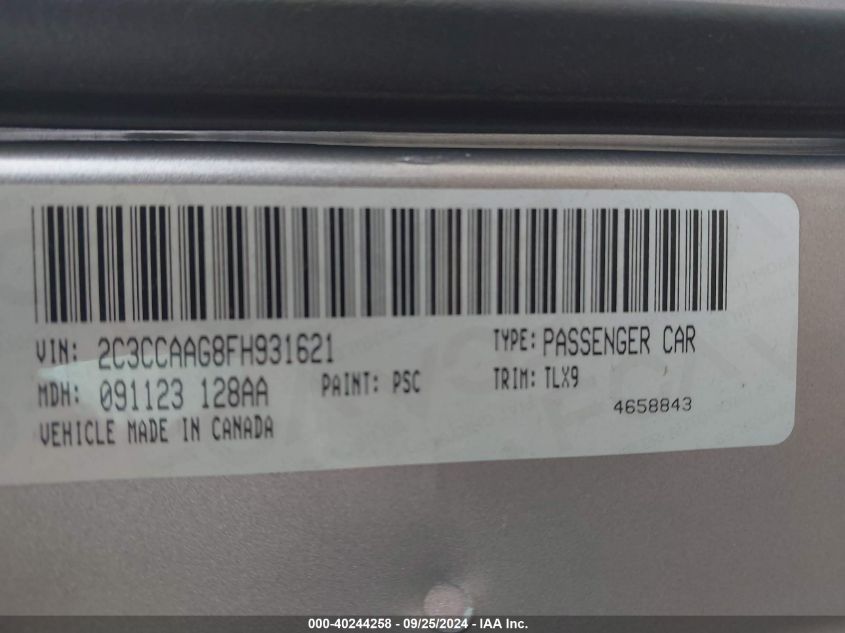 VIN: 2C3CCAAG8FH931621 TYPE: PASSENGER CAR
MDH: 091123 128AA PAINT: PSC TRIM: TLX9
VEHICLE MADE IN CANADA 4658843
000-40244258 - 09/25/2024 - IAA Inc.